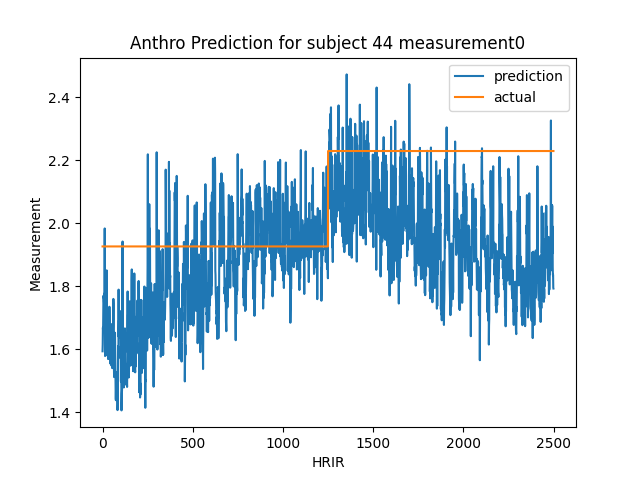 Anthro Prediction for subject 44 measurement0
prediction
actual
2.4
2.2
2.0
1.8
1.6
1.4
Measurement
0 500 1000 1500 2000 2500
HRIR